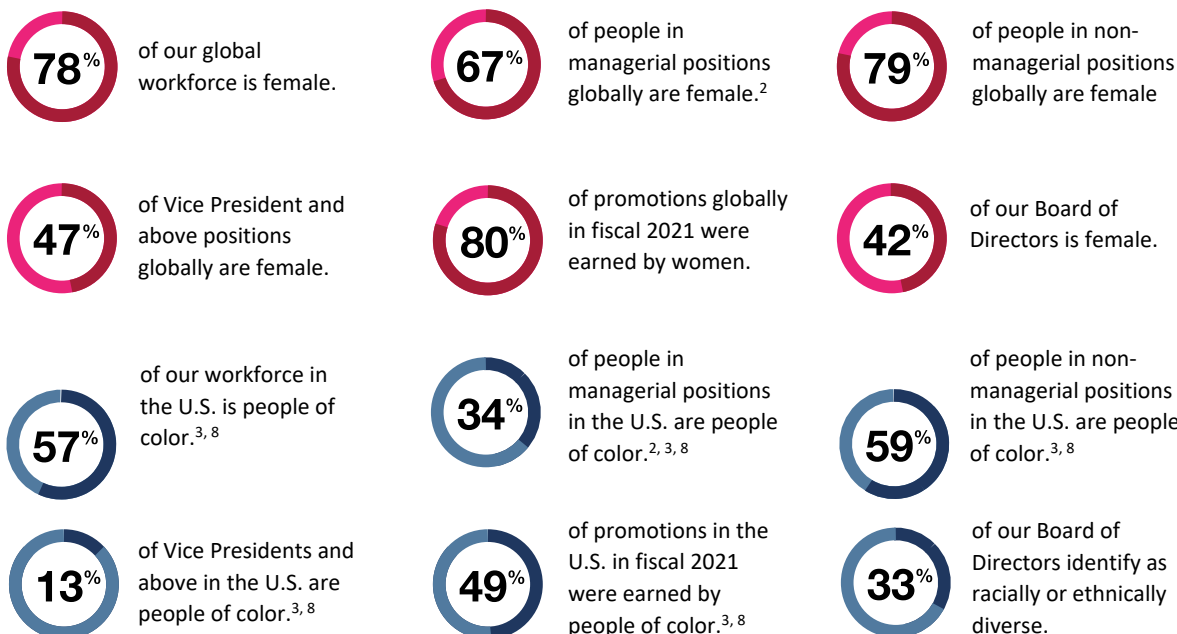 78%
of our global
workforce is female.
67%
of people in
managerial positions
globally are female.2
79%
of people in non-
managerial positions
globally are female
47%
of Vice President and
above positions
globally are female.
80%
of promotions globally
in fiscal 2021 were
earned by women.
42%
of our Board of
Directors is female.
57%
of our workforce in
the U.S. is people of
color.3, 8
34%
of people in
managerial positions
in the U.S. are people
of color.2, 3, 8
59%
of people in non-
managerial positions
in the U.S. are people
of color.3, 8
13%
of Vice Presidents and
above in the U.S. are
people of color.3, 8
49%
of promotions in the
U.S. in fiscal 2021
were earned by
people of color.3, 8
33%
of our Board of
Directors identify as
racially or ethnically
diverse.